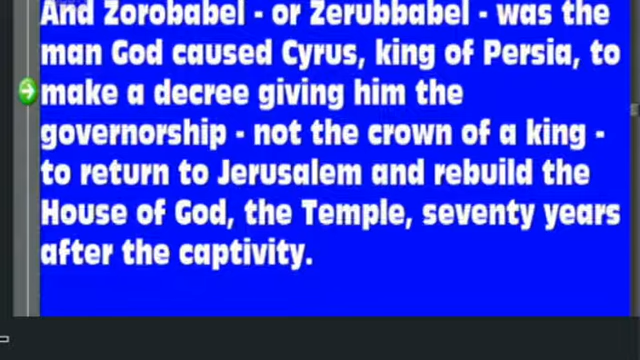 And Zorobabel - or Zerubbabel - was the
man God caused Cyrus, king of Persia, to
make a decree giving him the
governorship - not the crown of a king -
to return to Jerusalem and rebuild the
House of God, the Temple, seventy years
after the captivity.